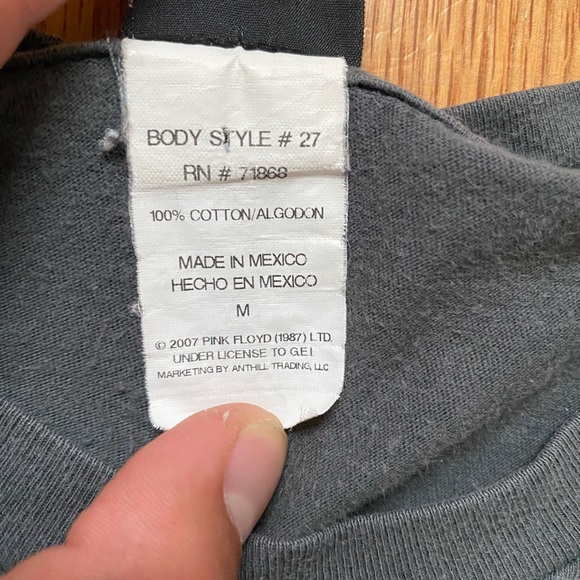 BODY STYLE # 27
RN # 71868
100% COTTON/ALGODON
MADE IN MEXICO
HECHO EN MEXICO
M
© 2007 PINK FLOYD (1987) LTD.
UNDER LICENSE TO G.E.I
MARKETING BY ANTHILL TRADING, LLC